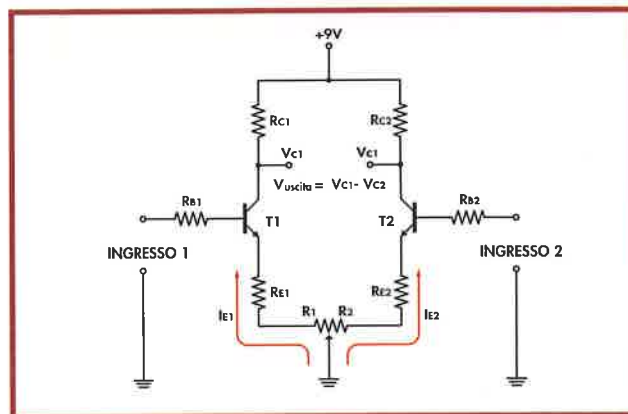 +9V
RC1 RC2
VC1 VC1
Vuscita = VC1- VC2
RB1 RB2
T1 T2
INGRESSO 1 INGRESSO 2
RE1 RE2
R1 R2
IE1 IE2